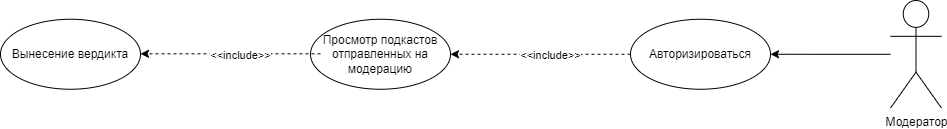 Вынесение вердикта
<<include>>
Просмотр подкастов
отправленных на
модерацию
<<include>>
Авторизироваться
Модератор